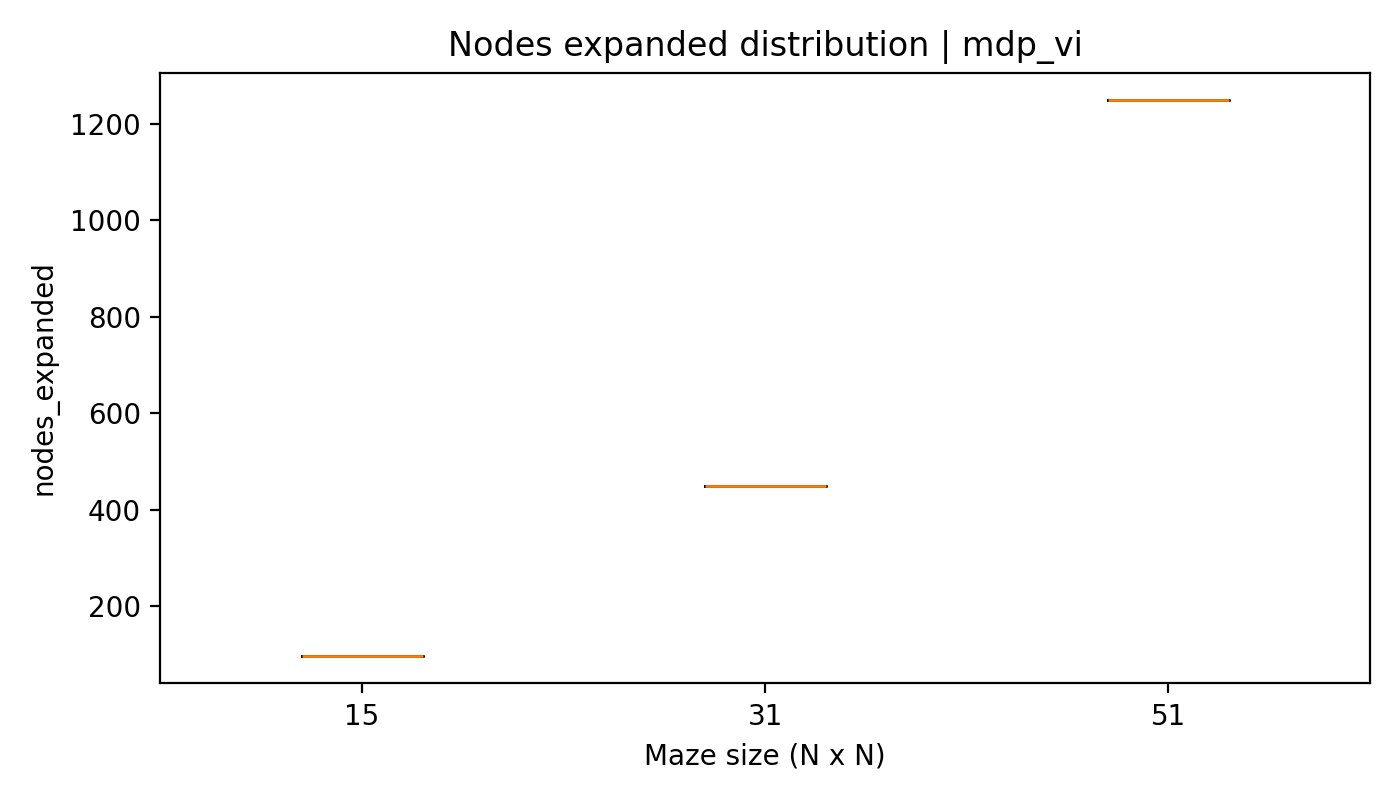 Nodes expanded distribution | mdp_vi
1200
1000
800
600
400
200
nodes_expanded
15 31 51
Maze size (N x N)